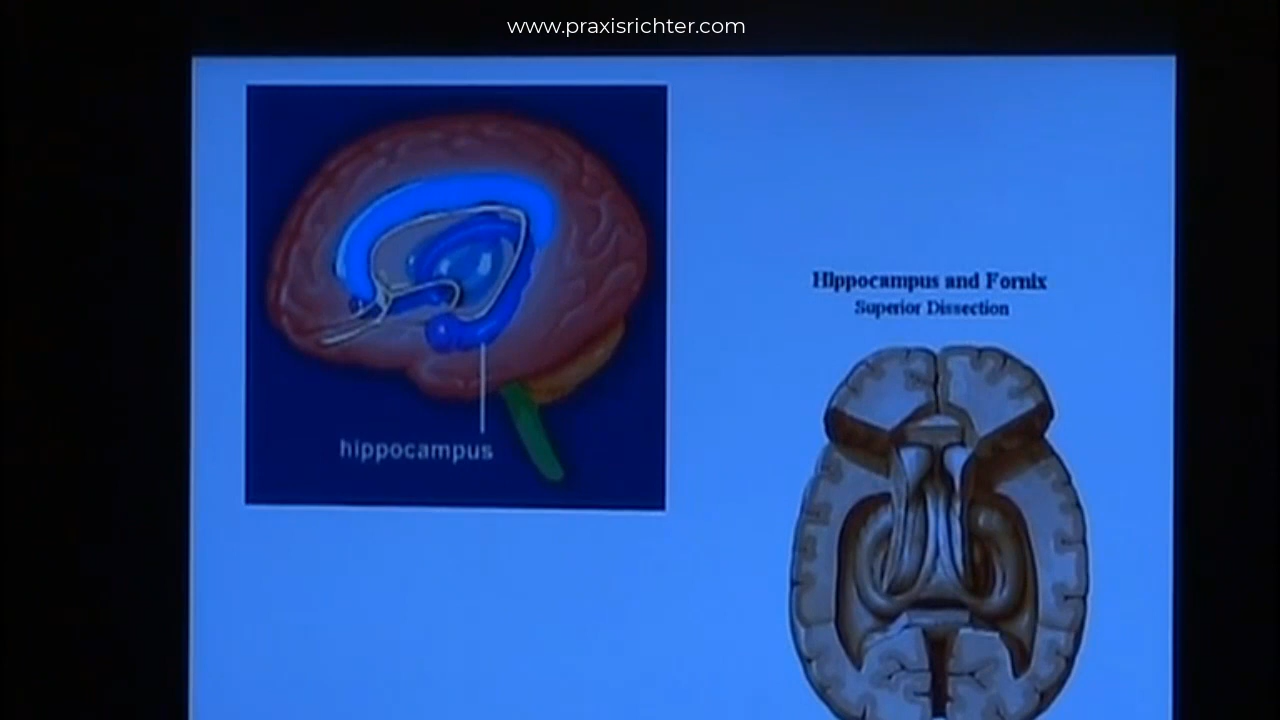 www.praxisrichter.com
hippocampus
Hippocampus and Fornix
Superior Dissection